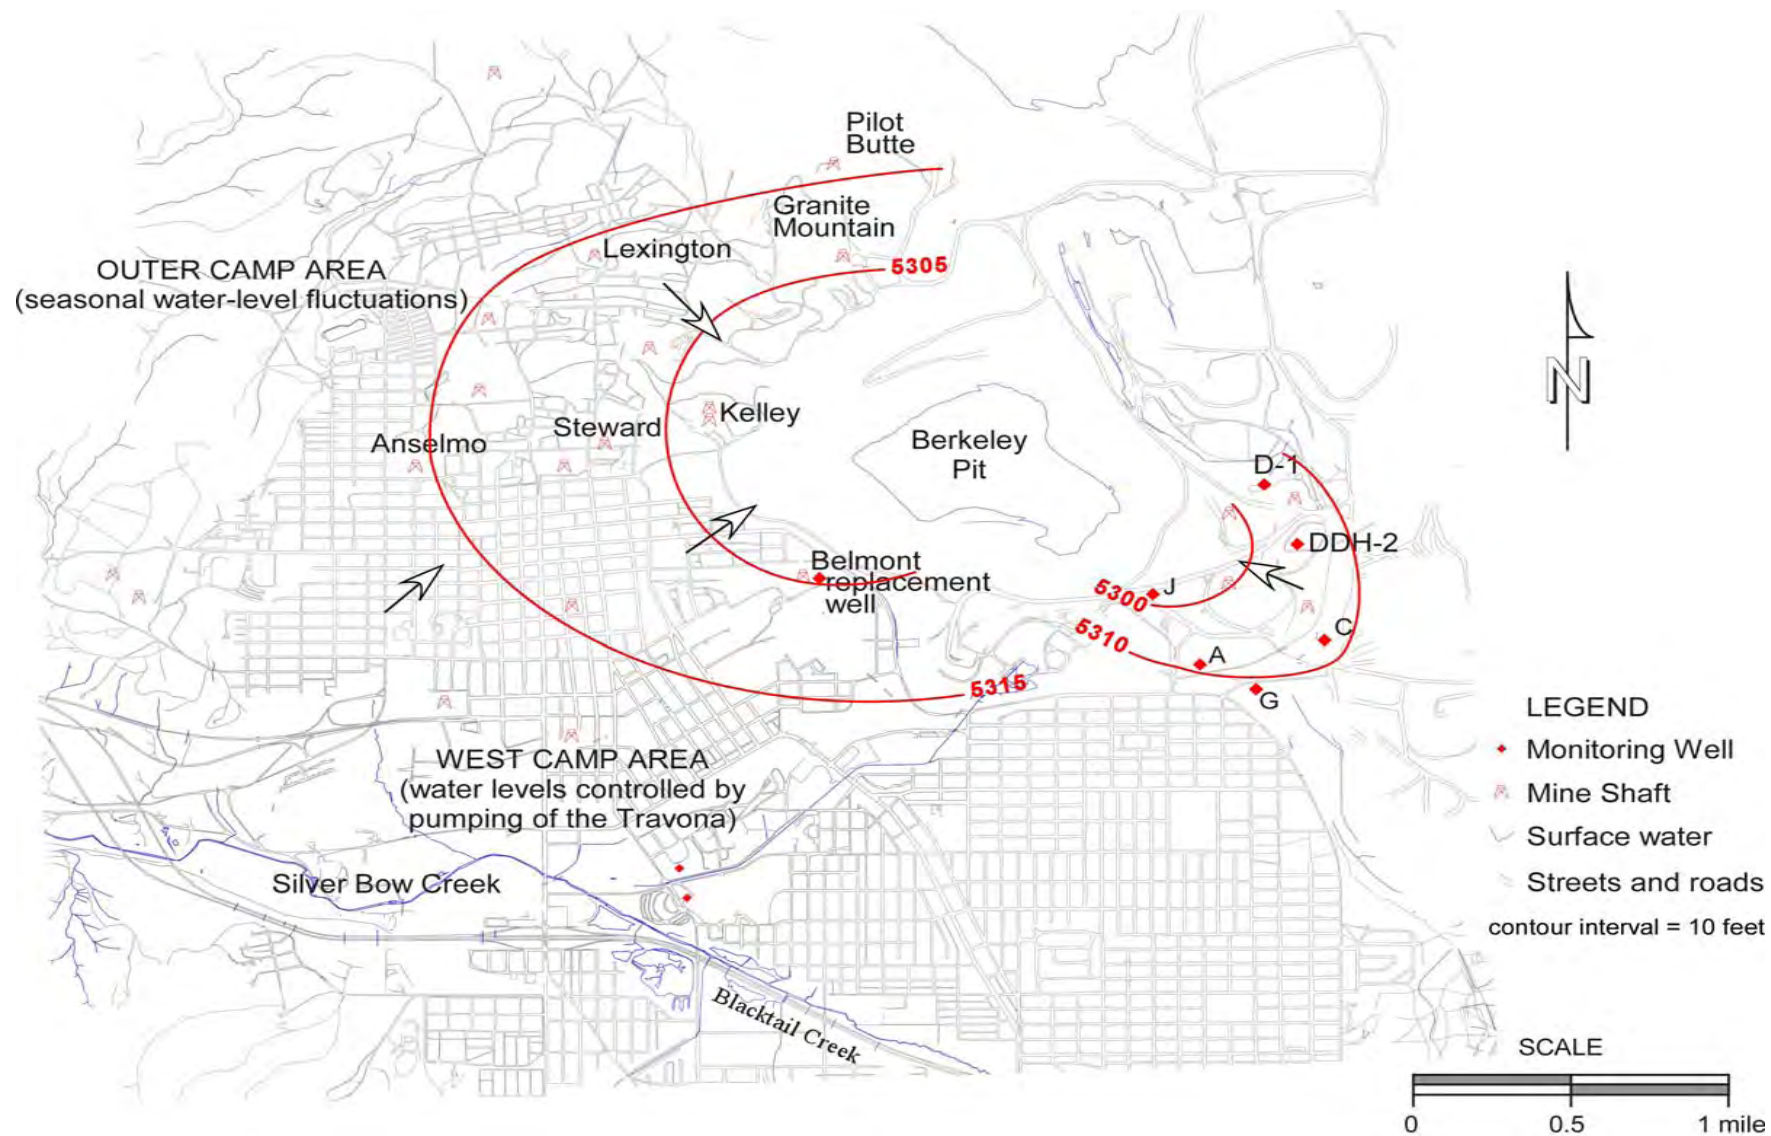 Pilot
Butte
Granite
Mountain
Lexington
5305
OUTER CAMP AREA
(seasonal water-level fluctuations)
N
Kelley
Steward
Anselmo
Berkeley
Pit
D-1
DDH-2
Belmont
replacement
well
J
5300
5310
C
A
5315
G
LEGEND
Monitoring Well
Mine Shaft
Surface water
Streets and roads
contour interval = 10 feet
WEST CAMP AREA
(water levels controlled by
pumping of the Travona)
Silver Bow Creek
Blacktail Creek
SCALE
0 0.5 1 mile